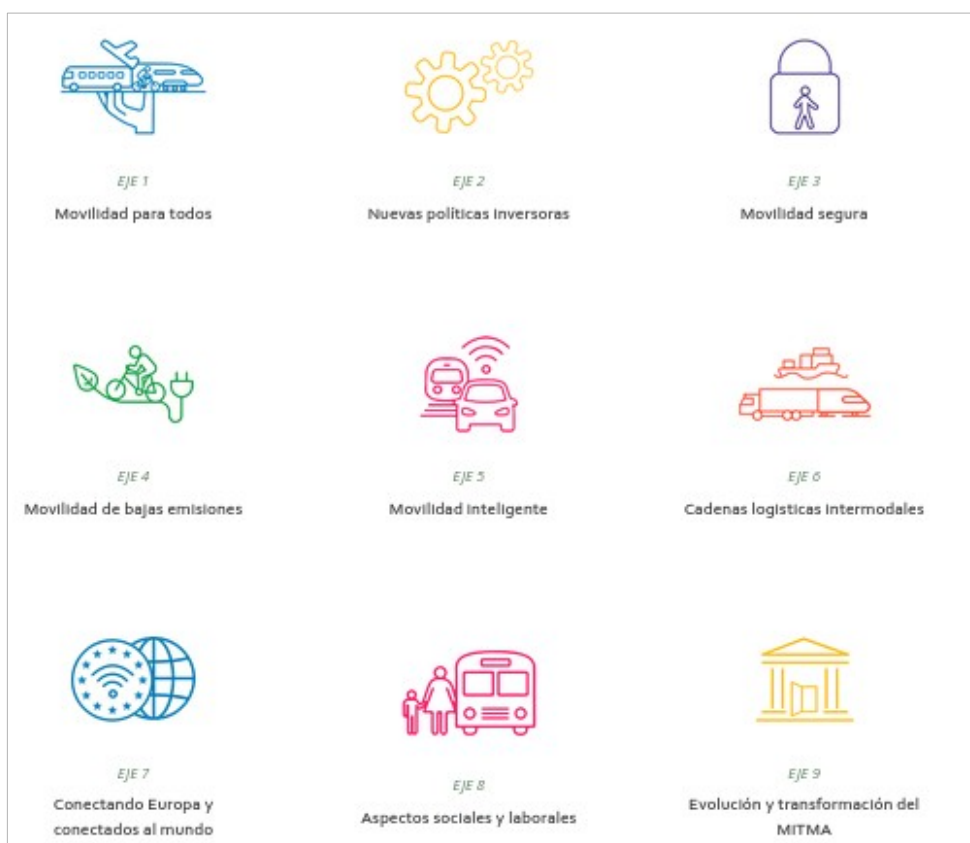 EJE 1
Movilidad para todos
EJE 2
Nuevas políticas inversoras
EJE 3
Movilidad segura
EJE 4
Movilidad de bajas emisiones
EJE 5
Movilidad inteligente
EJE 6
Cadenas logísticas intermodales
EJE 7
Conectando Europa y
conectados al mundo
EJE 8
Aspectos sociales y laborales
EJE 9
Evolución y transformación del
MITMA